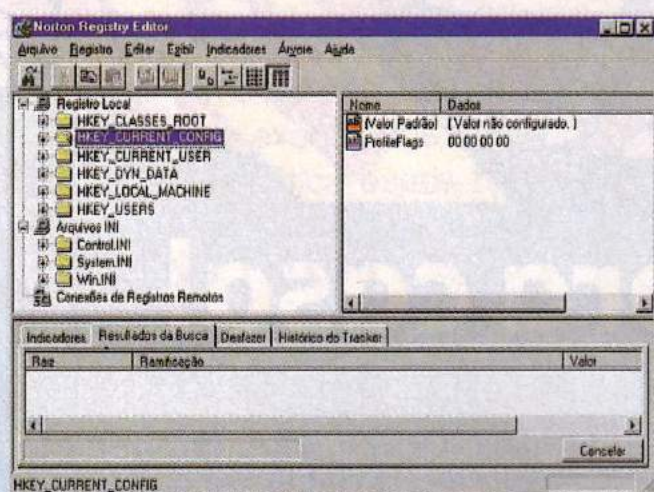 Norton Registry Editor
Arquivo Registro Editar Exibir Indicadores Árvore Ajuda
Registro Local
HKEY_CLASSES_ROOT
HKEY_CURRENT_CONFIG
HKEY_CURRENT_USER
HKEY_DYN_DATA
HKEY_LOCAL_MACHINE
HKEY_USERS
Arquivos INI
Control.INI
System.INI
Win.INI
Conexões de Registros Remotos
Nome Dados
(Valor Padrão) (Valor não configurado.)
ProfileFlags 00 00 00 00
Indicadores Resultados da Busca Desfazer Histórico do Tracker
Raiz Ramificação Valor
Cancelar
HKEY_CURRENT_CONFIG